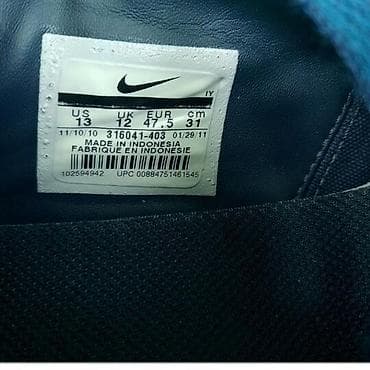 IY
US UK EUR cm
13 12 47.5 31
11/10/10 316041-403 01/29/11
MADE IN INDONESIA
FABRIQUE EN INDONESIE
102594942 UPC 00884751461545